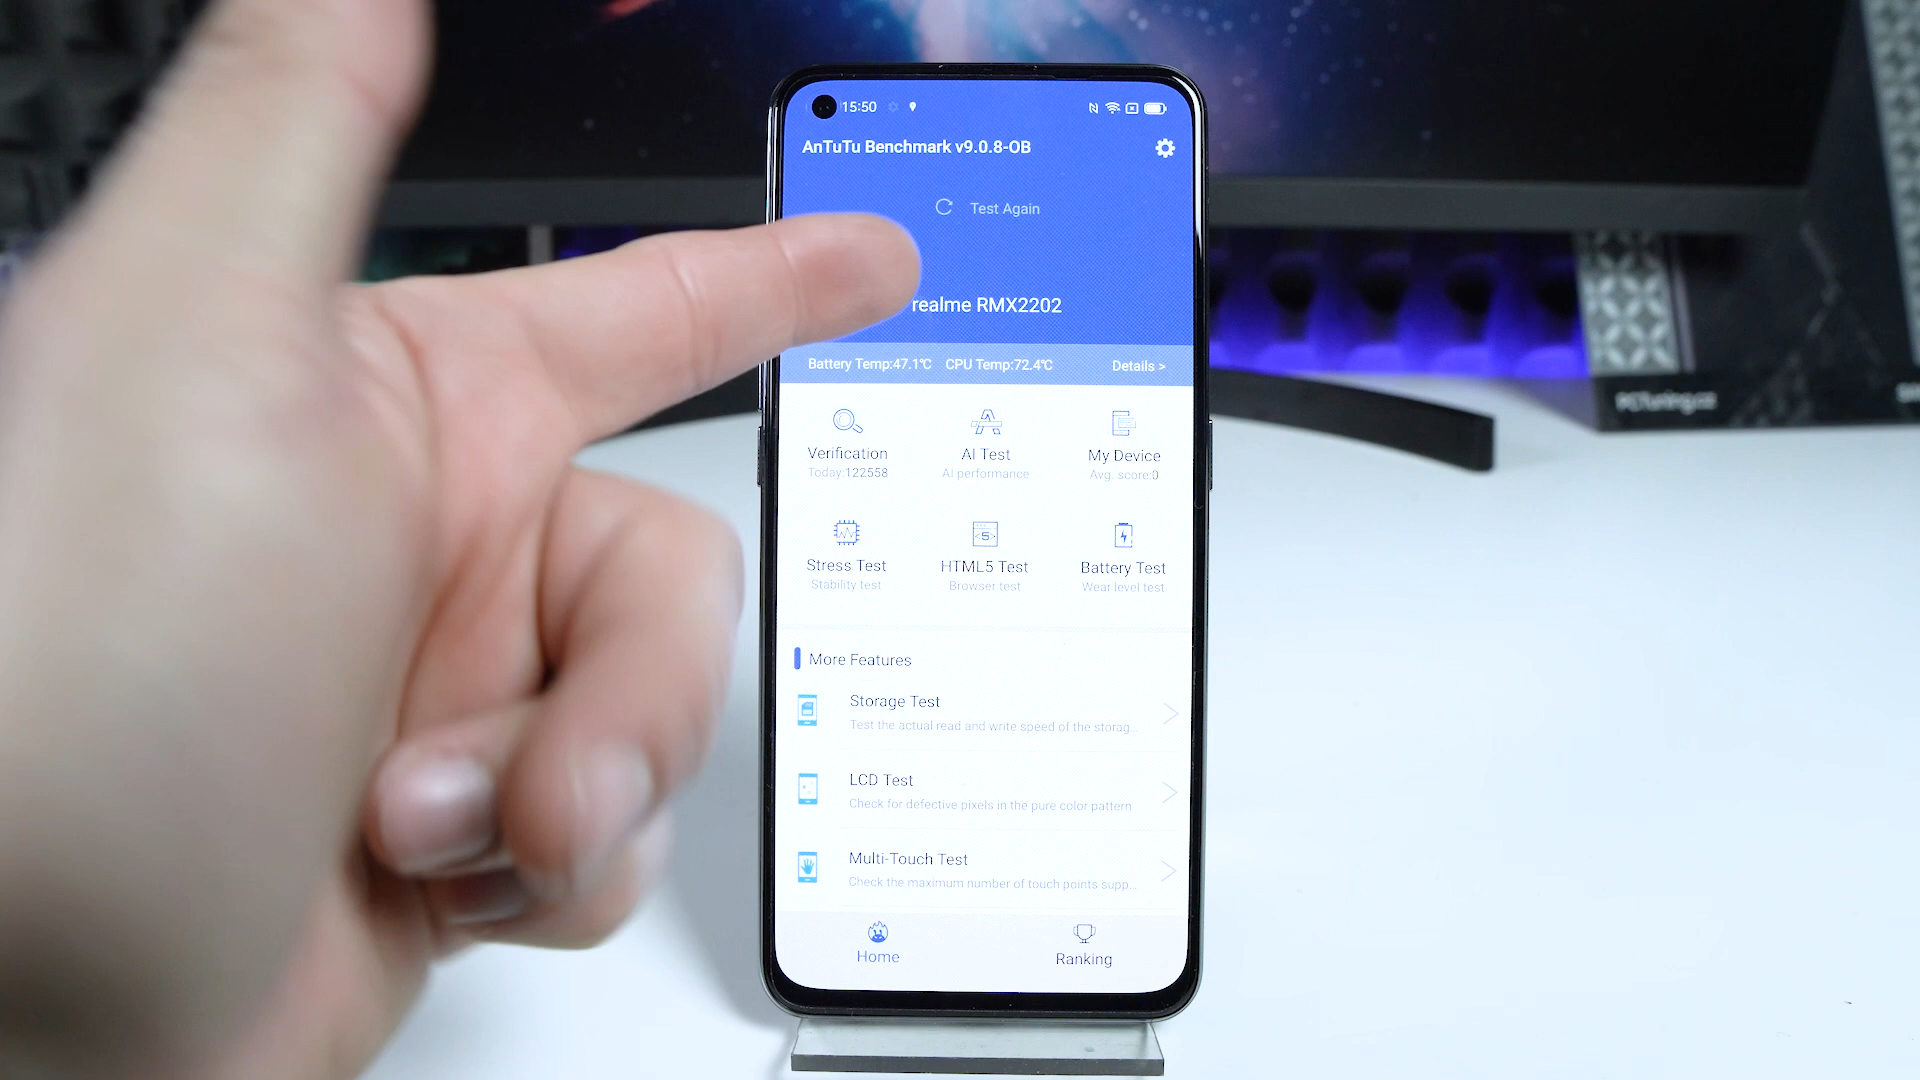 15:50
AnTuTu Benchmark v9.0.8-OB
Test Again
realme RMX2202
Battery Temp:47.1℃ CPU Temp:72.4℃ Details >
Verification
Today:122558
AI Test
AI performance
My Device
Avg. score:0
Stress Test
Stability test
HTML5 Test
Browser test
Battery Test
Wear level test
More Features
Storage Test
Test the actual read and write speed of the storag...
LCD Test
Check for defective pixels in the pure color pattern
Multi-Touch Test
Check the maximum number of touch points supp...
Home
Ranking
PCTuning.cz